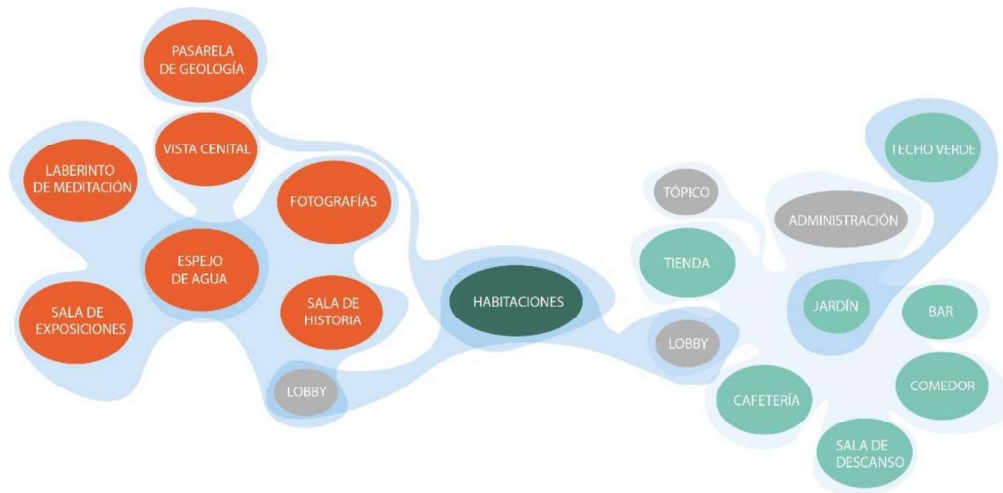 PASARELA
DE GEOLOGÍA
VISTA CENITAL
LABERINTO
DE MEDITACIÓN
FOTOGRAFÍAS
ESPEJO
DE AGUA
SALA DE
EXPOSICIONES
SALA DE
HISTORIA
LOBBY
HABITACIONES
TECHO VERDE
TÓPICO
ADMINISTRACIÓN
TIENDA
JARDÍN
BAR
LOBBY
CAFETERÍA
COMEDOR
SALA DE
DESCANSO